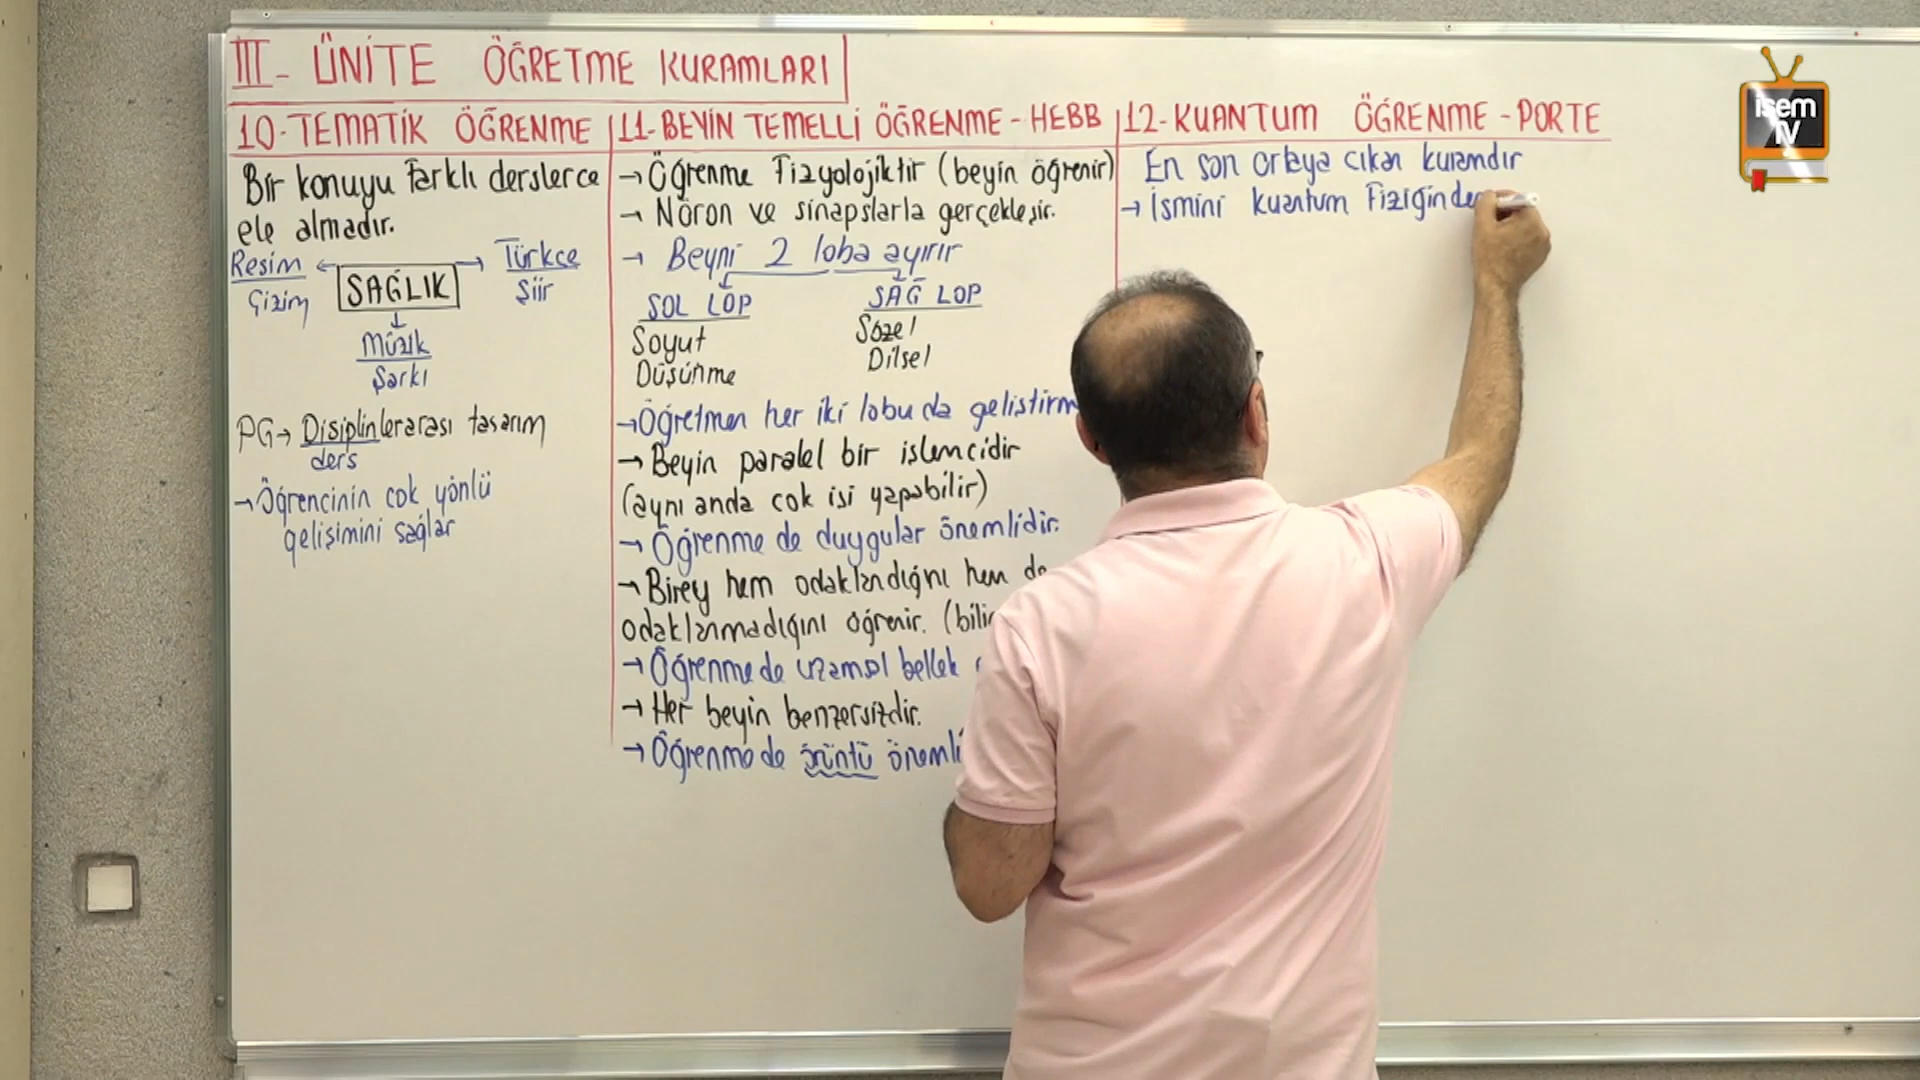 III- ÜNİTE ÖĞRETME KURAMLARI
10-TEMATİK ÖĞRENME
Bir konuyu farklı derslerce
ele almadır.
Resim ← SAĞLIK → Türkçe
Çizim
Şiir
Müzik
Şarkı
PG→ Disiplinlerarası tasarım
ders
→Öğrencinin çok yönlü
gelişimini sağlar
11-BEYİN TEMELLİ ÖĞRENME-HEBB
→Öğrenme Fizyolojiktir (beyin öğrenir)
→ Nöron ve sinapslarla gerçekleşir.
→ Beyni 2 loba ayırır
SOL LOP
SAĞ LOP
Soyut
Düşünme
Sözel
Dilsel
→Öğretmen her iki lobu da
→Beyin paralel bir işlemcidir
(aynı anda çok işi yapabilir)
→ Öğrenme de duygular önemlidir.
→Birey hem odaklandığını hem de
odaklanmadığını öğrenir.
→Öğrenme de uzamsal bellek
→Her beyin benzersizdir.
→Öğrenme de örüntü
12-KUANTUM ÖĞRENME-PORTE
En son ortaya çıkan kuramdır
→İsmini kuantum
isem
TV